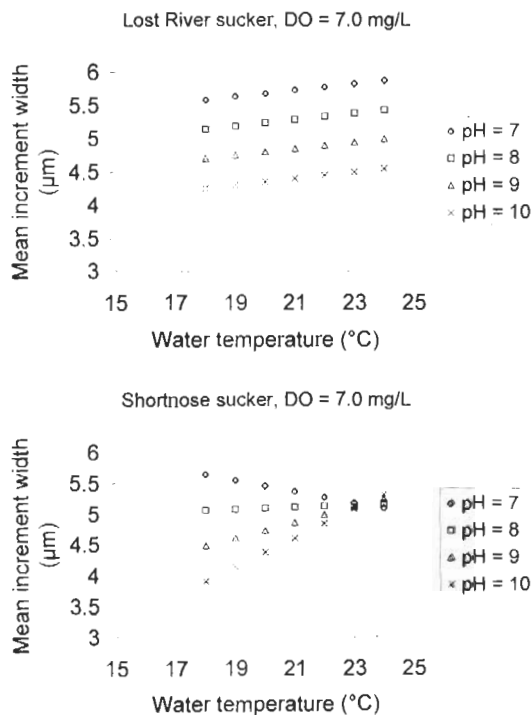 Lost River sucker, DO = 7.0 mg/L
Mean increment width
(µm)
6
5.5
5
4.5
4
3.5
3
15 17 19 21 23 25
Water temperature (°C)
pH = 7
pH = 8
pH = 9
pH = 10
Shortnose sucker, DO = 7.0 mg/L
Mean increment width
(µm)
6
5.5
5
4.5
4
3.5
3
15 17 19 21 23 25
Water temperature (°C)
pH = 7
pH = 8
pH = 9
pH = 10